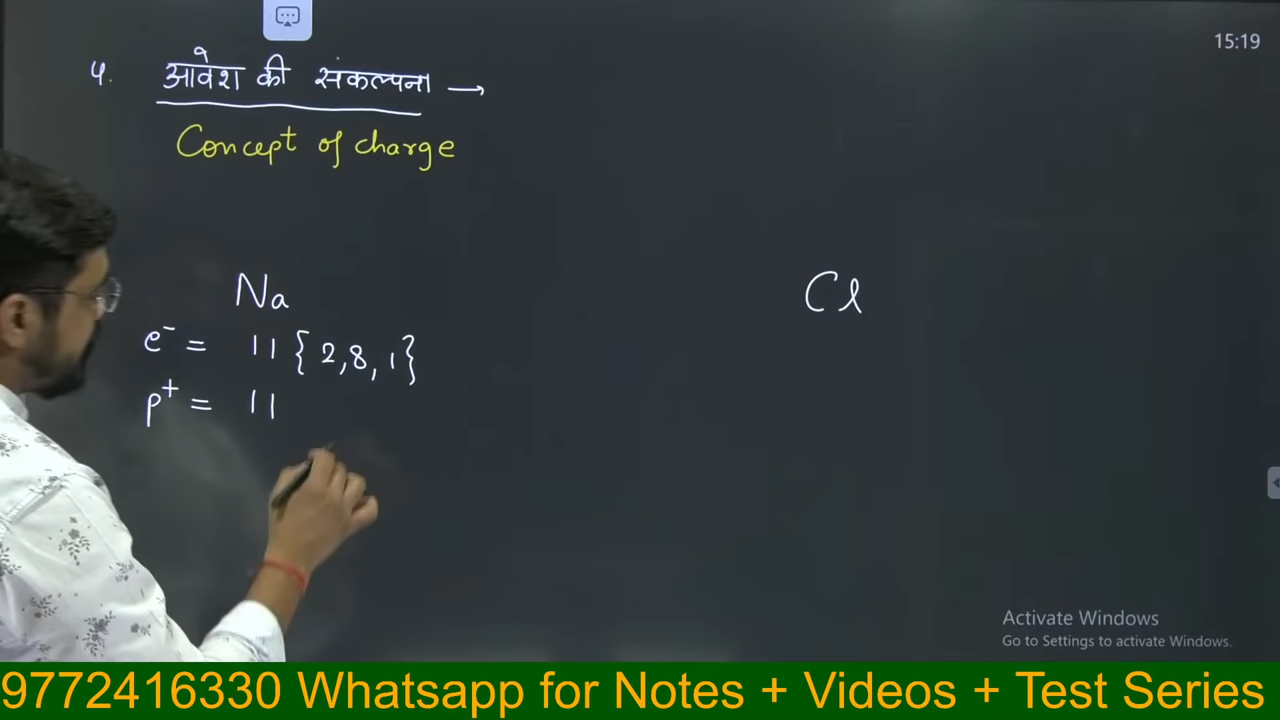 15:19
५. आवेश की संकल्पना →
Concept of charge
Na
Cl
e⁻ = 11 {2,8,1}
p⁺ = 11
Activate Windows
Go to Settings to activate Windows.
9772416330 Whatsapp for Notes + Videos + Test Series